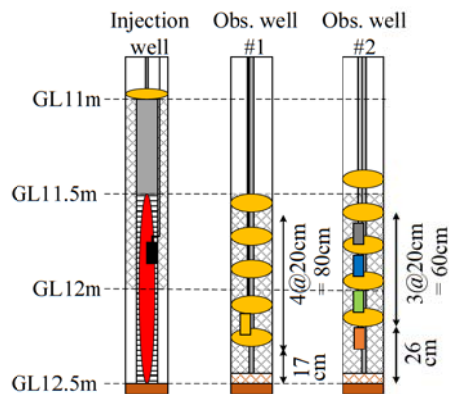 Injection
well
Obs. well
#1
Obs. well
#2
GL11m
GL11.5m
GL12m
GL12.5m
4@20cm
= 80cm
17
cm
3@20cm
= 60cm
26
cm